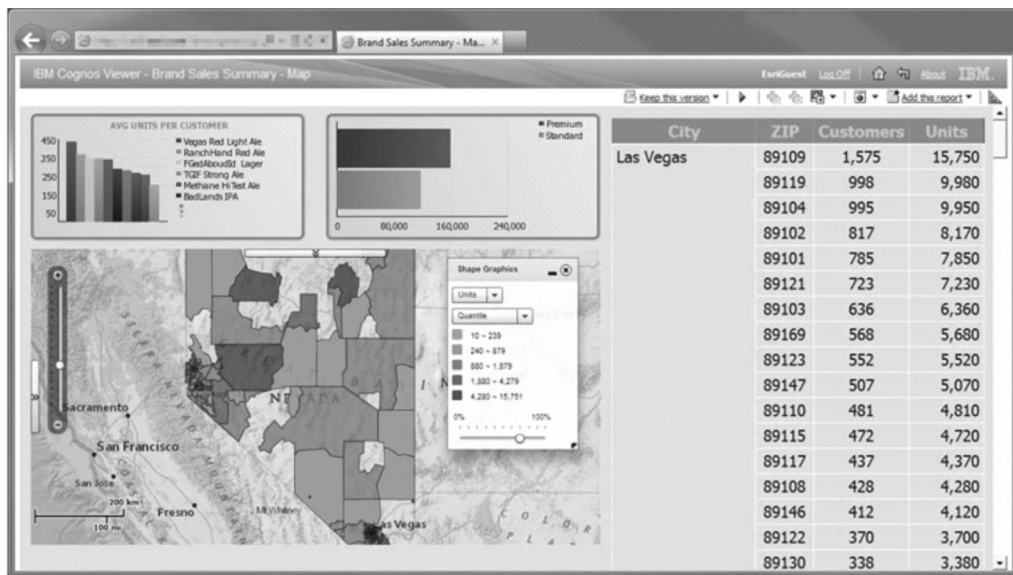 Brand Sales Summary - Ma... ×
IBM Cognos Viewer - Brand Sales Summary - Map
EsriGuest Log Off About IBM.
Keep this version Add this report
AVG UNITS PER CUSTOMER
450
350
250
150
50
Vegas Red Light Ale
RanchHand Red Ale
FGedAboudId Lager
TGIF Strong Ale
Methane HiTest Ale
BadLands IPA
Premium
Standard
0 80,000 160,000 240,000
Shape Graphics
Units
Quantile
10 ~ 239
240 ~ 879
880 ~ 1,879
1,880 ~ 4,279
4,280 ~ 15,751
0% 100%
SIERRA NEVADA MOUNTAINS
NEVADA
Sacramento
San Francisco
San Jose
200 km
100 mi
Fresno
Mt Whitney
Las Vegas
City ZIP Customers Units
Las Vegas 89109 1,575 15,750
89119 998 9,980
89104 995 9,950
89102 817 8,170
89101 785 7,850
89121 723 7,230
89103 636 6,360
89169 568 5,680
89123 552 5,520
89147 507 5,070
89110 481 4,810
89115 472 4,720
89117 437 4,370
89108 428 4,280
89146 412 4,120
89122 370 3,700
89130 338 3,380